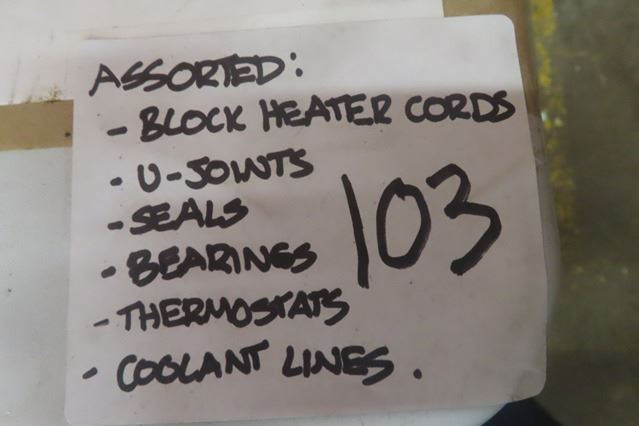 ASSORTED:
- BLOCK HEATER CORDS
- U-JOINTS
- SEALS
- BEARINGS
- THERMOSTATS
- COOLANT LINES.
103